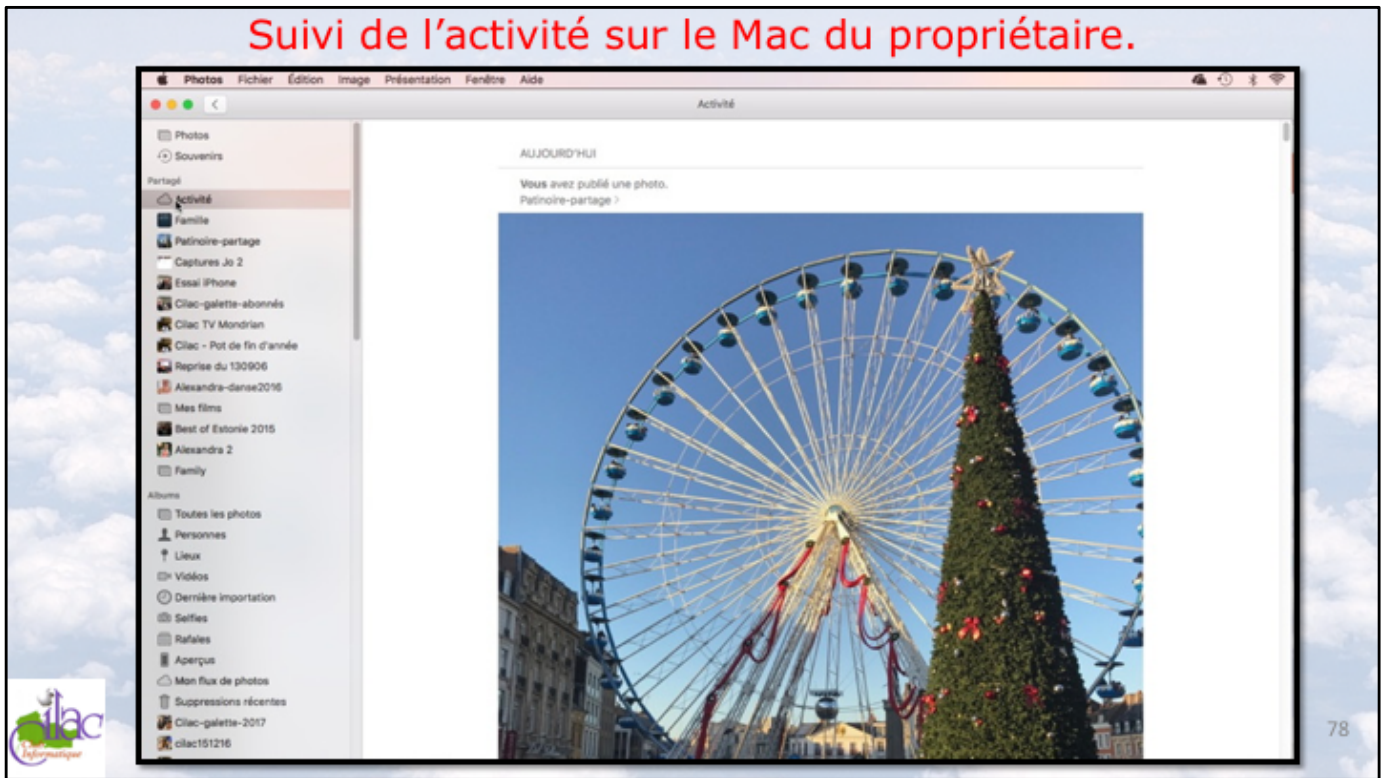 Suivi de l’activité sur le Mac du propriétaire.
Photos Fichier Édition Image Présentation Fenêtre Aide
Activité
Photos
Souvenirs
Partagé
Activité
Famille
Patinoire-partage
Captures Jo 2
Essai iPhone
Cilac-galette-abonnés
Cilac TV Mondrian
Cilac - Pot de fin d'année
Reprise du 130906
Alexandra-danse2016
Mes films
Best of Estonie 2015
Alexandra 2
Family
Albums
Toutes les photos
Personnes
Lieux
Vidéos
Dernière importation
Selfies
Rafales
Aperçus
Mon flux de photos
Suppressions récentes
Cilac-galette-2017
cilac151216
AUJOURD'HUI
Vous avez publié une photo.
Patinoire-partage >
Cilac
Informatique
78